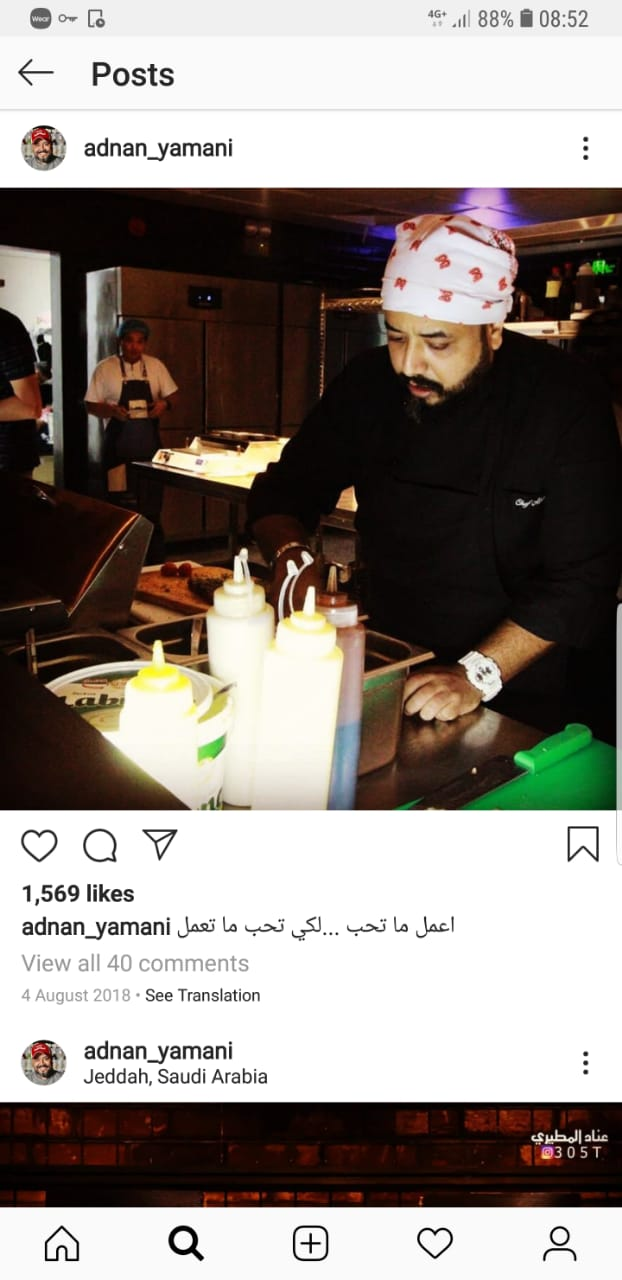 Wear
4G+ 88% 08:52
Posts
adnan_yamani
Chef
1,569 likes
adnan_yamani اعمل ما تحب ...لكي تحب ما تعمل
View all 40 comments
4 August 2018 • See Translation
adnan_yamani
Jeddah, Saudi Arabia
عناد المطيري
305T